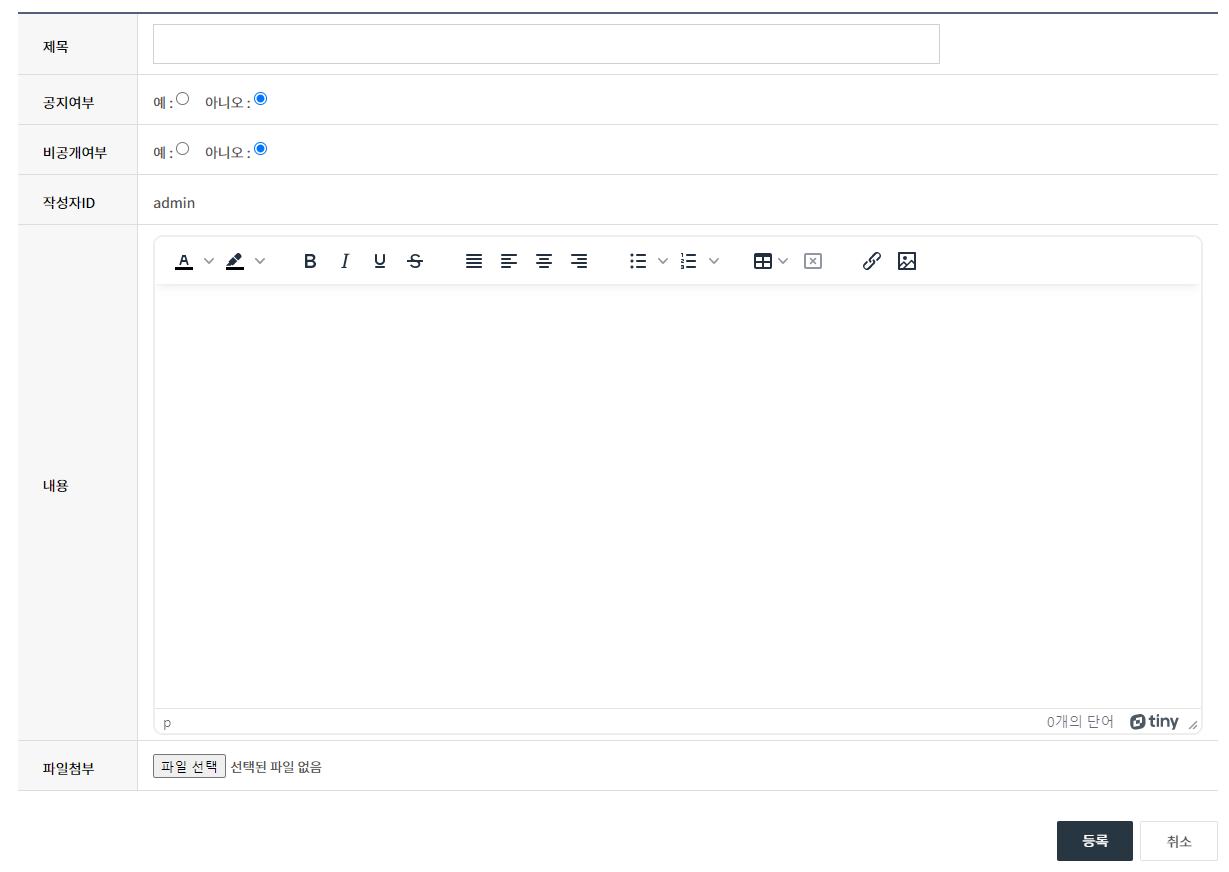 제목
공지여부 예 : 아니오 :
비공개여부 예 : 아니오 :
작성자ID admin
A B I U S
내용
p 0개의 단어 tiny
파일첨부 파일 선택 선택된 파일 없음
등록 취소